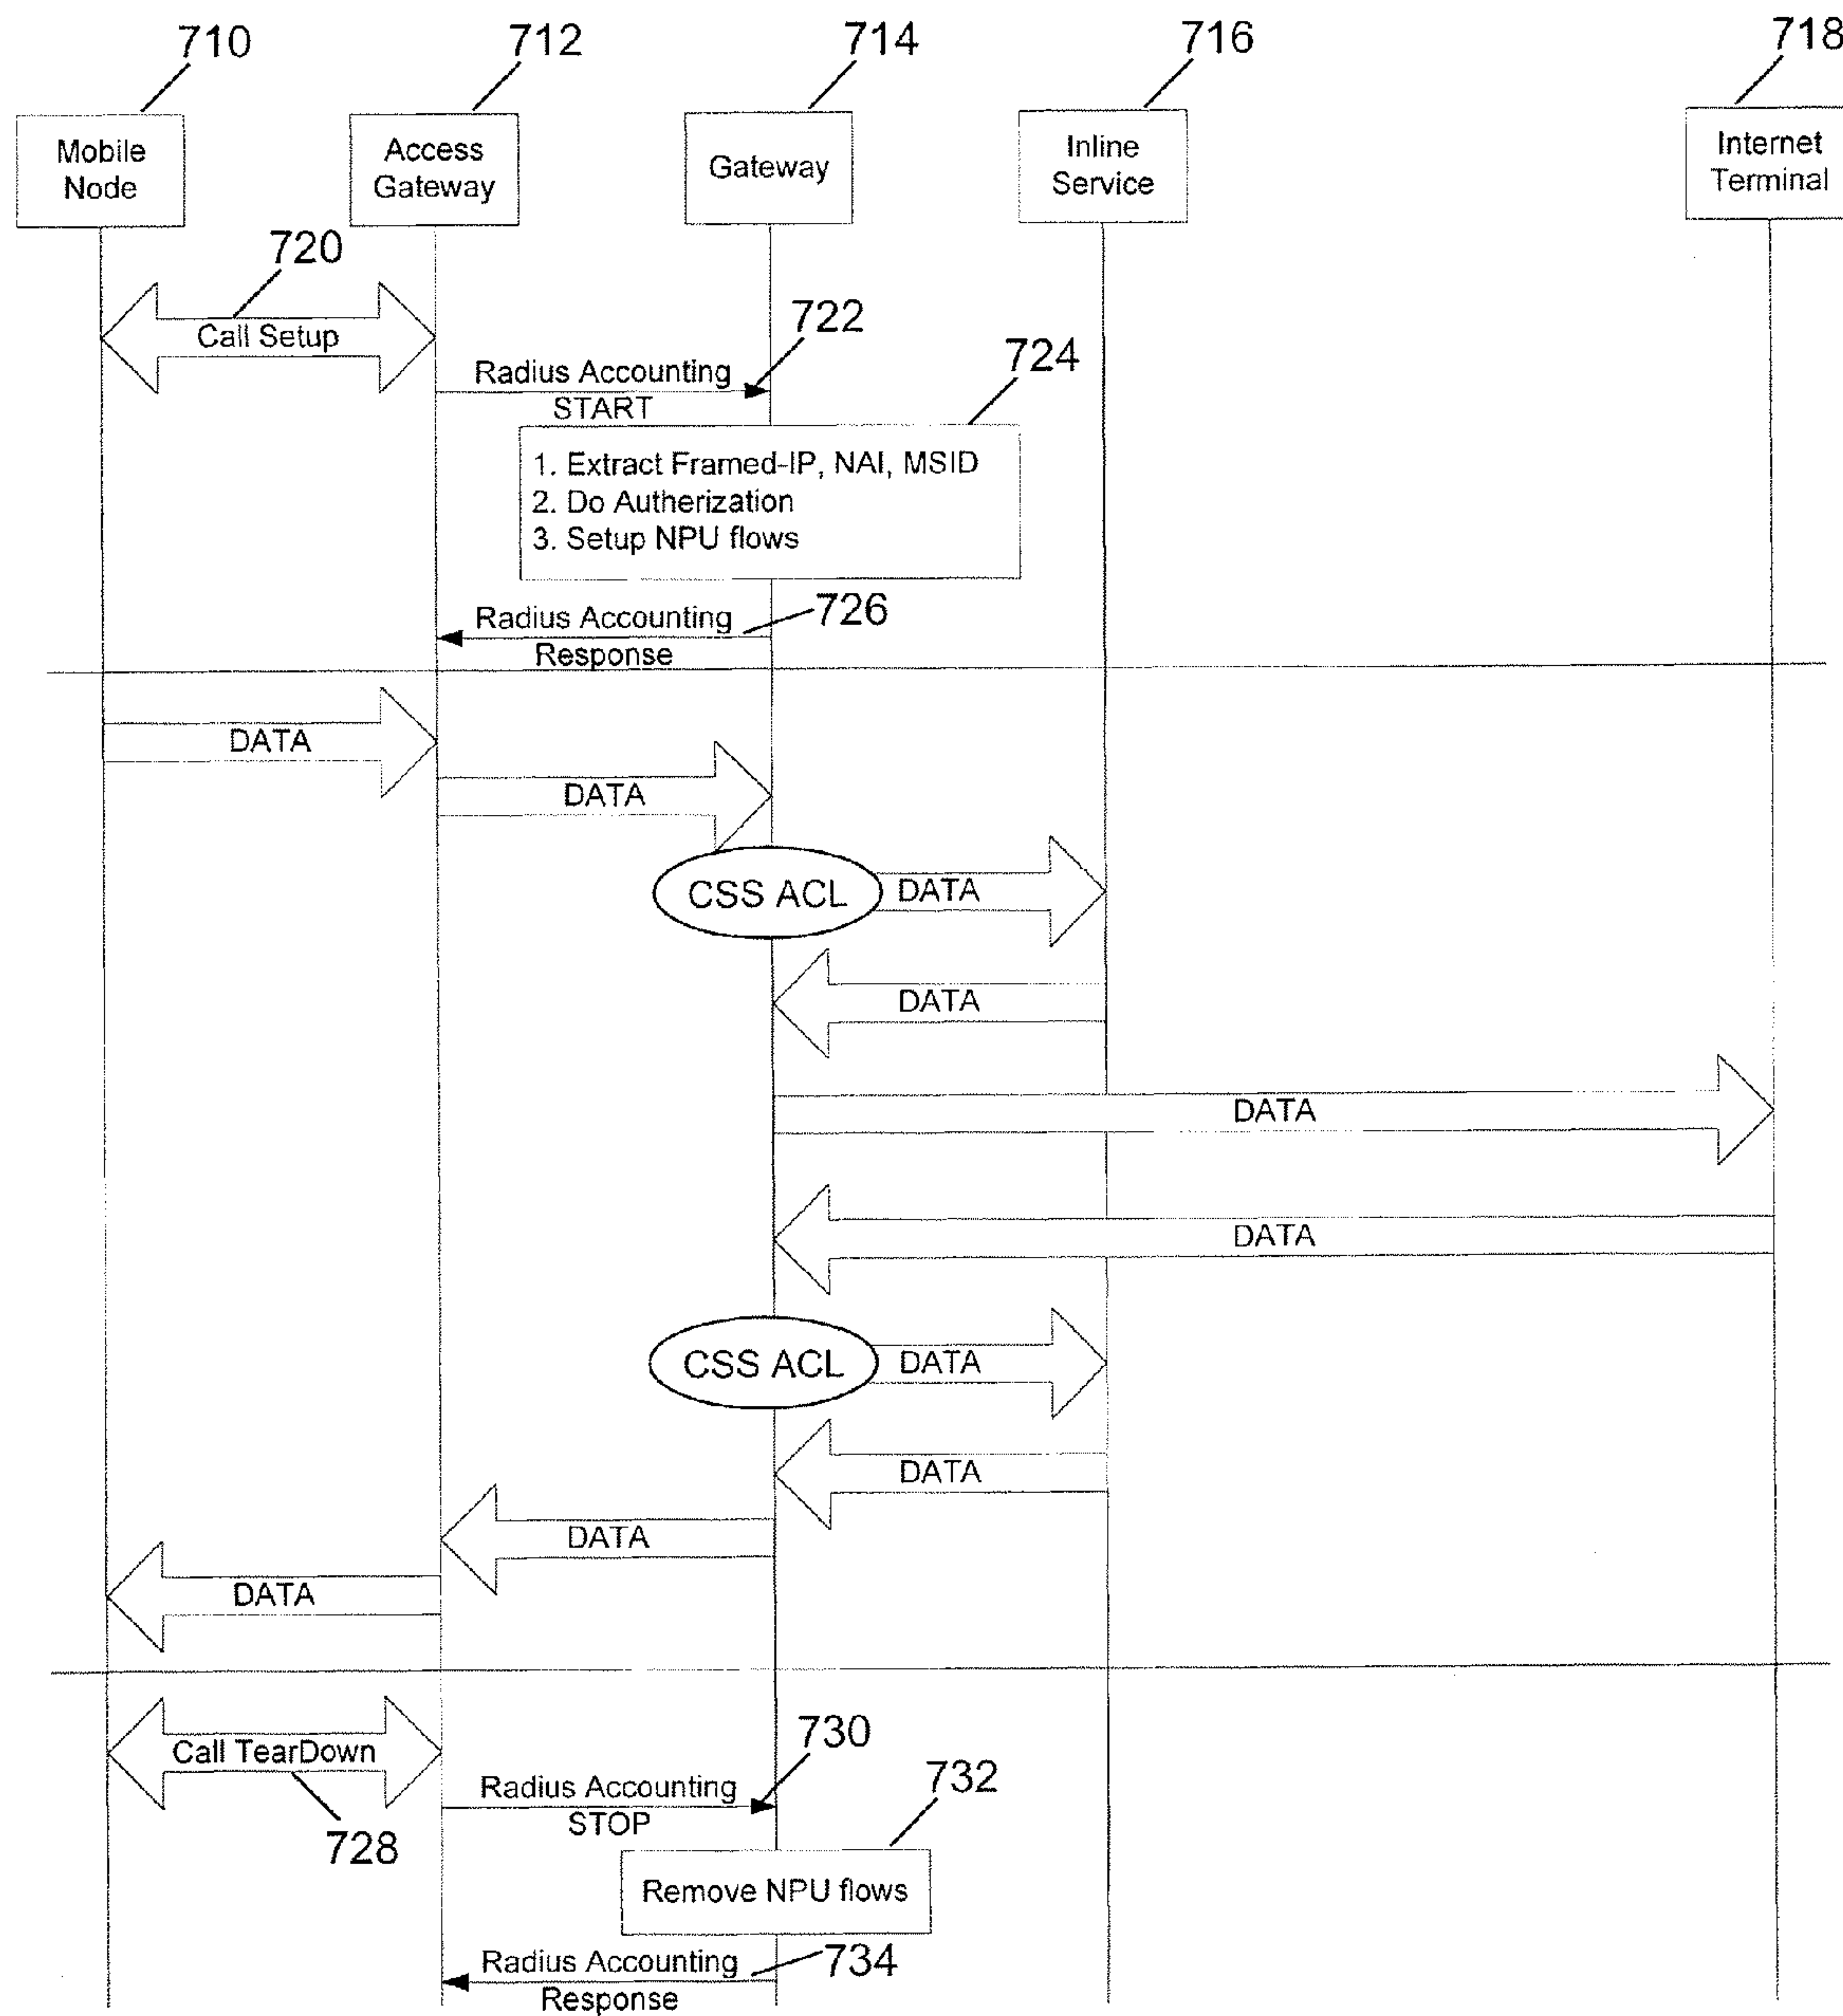 710
712
714
716
718
Mobile
Node
Access
Gateway
Gateway
Inline
Service
Internet
Terminal
720
Call Setup
722
Radius Accounting
START
724
1. Extract Framed-IP, NAI, MSID
2. Do Autherization
3. Setup NPU flows
726
Radius Accounting
Response
DATA
DATA
CSS ACL
DATA
DATA
DATA
DATA
CSS ACL
DATA
DATA
DATA
DATA
Call TearDown
728
730
Radius Accounting
STOP
732
Remove NPU flows
Radius Accounting
734
Response